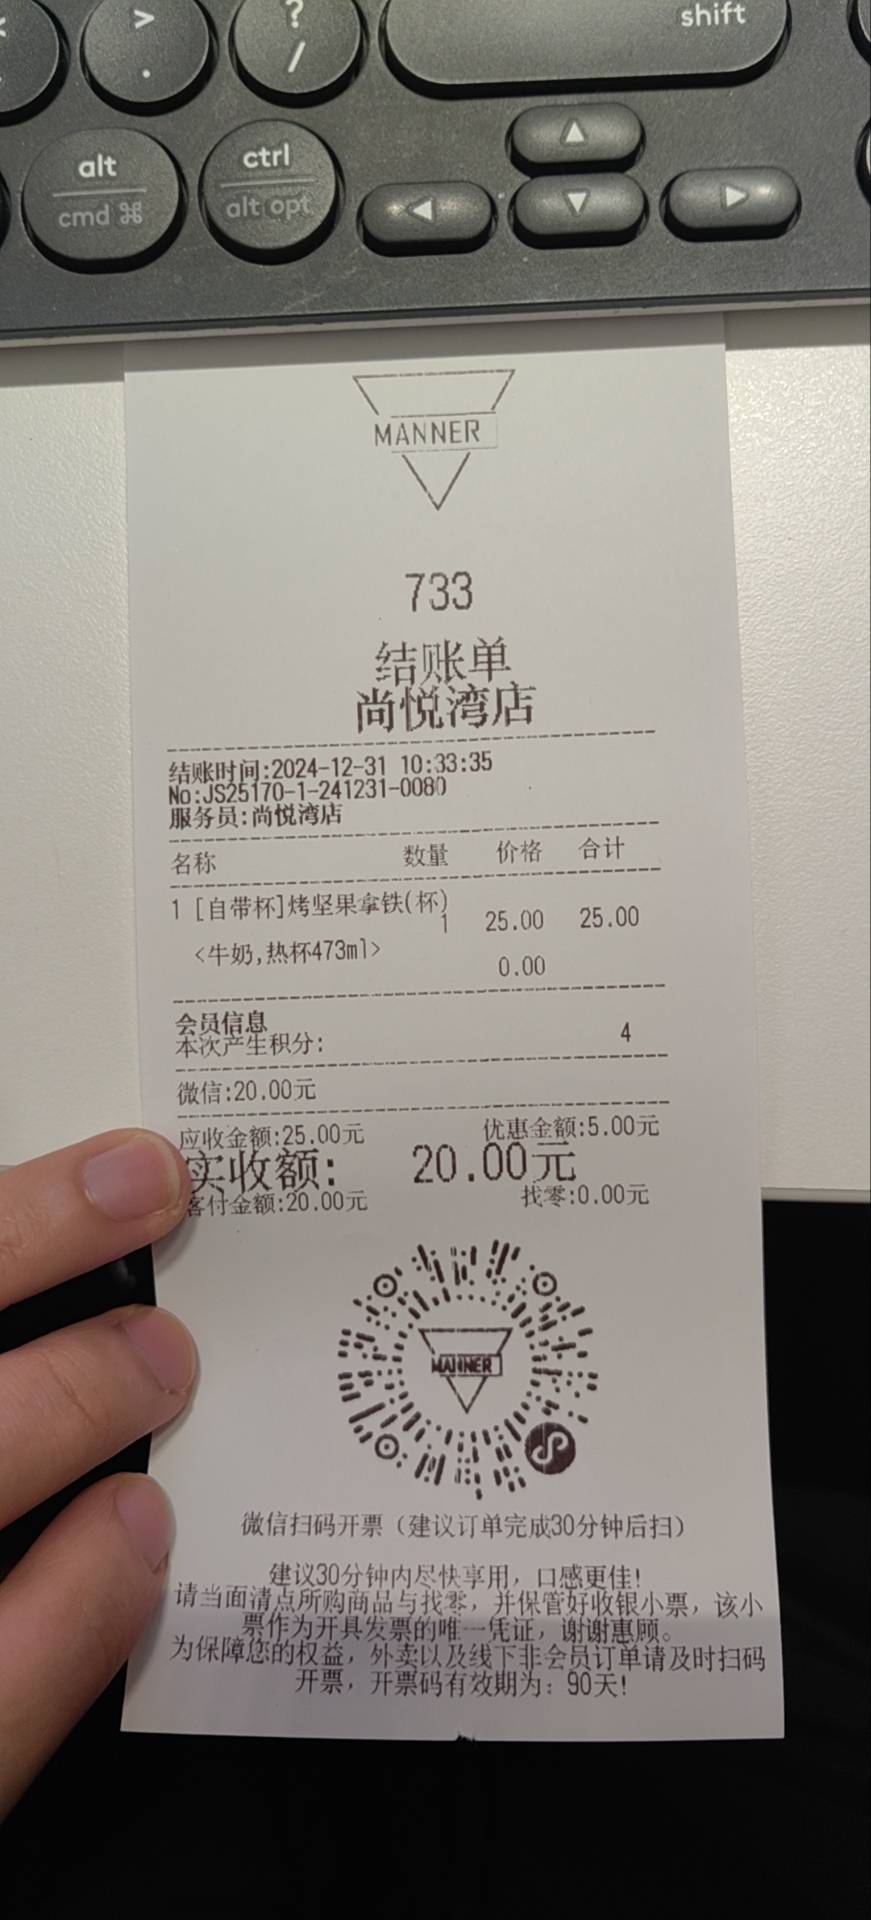 >
.
?
/
shift
alt
cmd ⌘
ctrl
alt opt
▲
◀ ▼ ▶
MANNER
733
结账单
尚悦湾店
结账时间:2024-12-31 10:33:35
No:JS25170-1-241231-0080
服务员:尚悦湾店
名称 数量 价格 合计
1 [自带杯]烤坚果拿铁(杯)
1 25.00 25.00
<牛奶,热杯473ml>
0.00
会员信息
本次产生积分: 4
微信:20.00元
应收金额:25.00元 优惠金额:5.00元
实收额: 20.00元
客付金额:20.00元 找零:0.00元
MANNER
微信扫码开票（建议订单完成30分钟后扫）
建议30分钟内尽快享用，口感更佳!
请当面清点所购商品与找零，并保管好收银小票，该小
票作为开具发票的唯一凭证，谢谢惠顾。
为保障您的权益，外卖以及线下非会员订单请及时扫码
开票，开票码有效期为：90天!